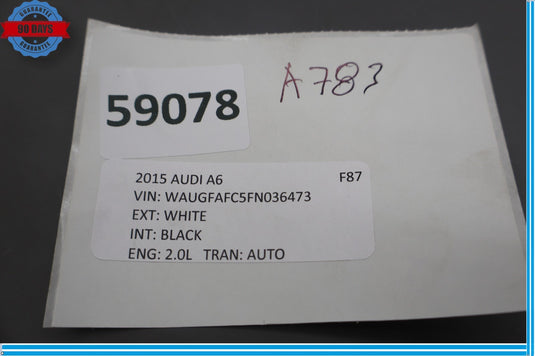 GUARANTEE
90 DAYS
GUARANTEE
A783
59078
2015 AUDI A6 F87
VIN: WAUGFAFC5FN036473
EXT: WHITE
INT: BLACK
ENG: 2.0L TRAN: AUTO